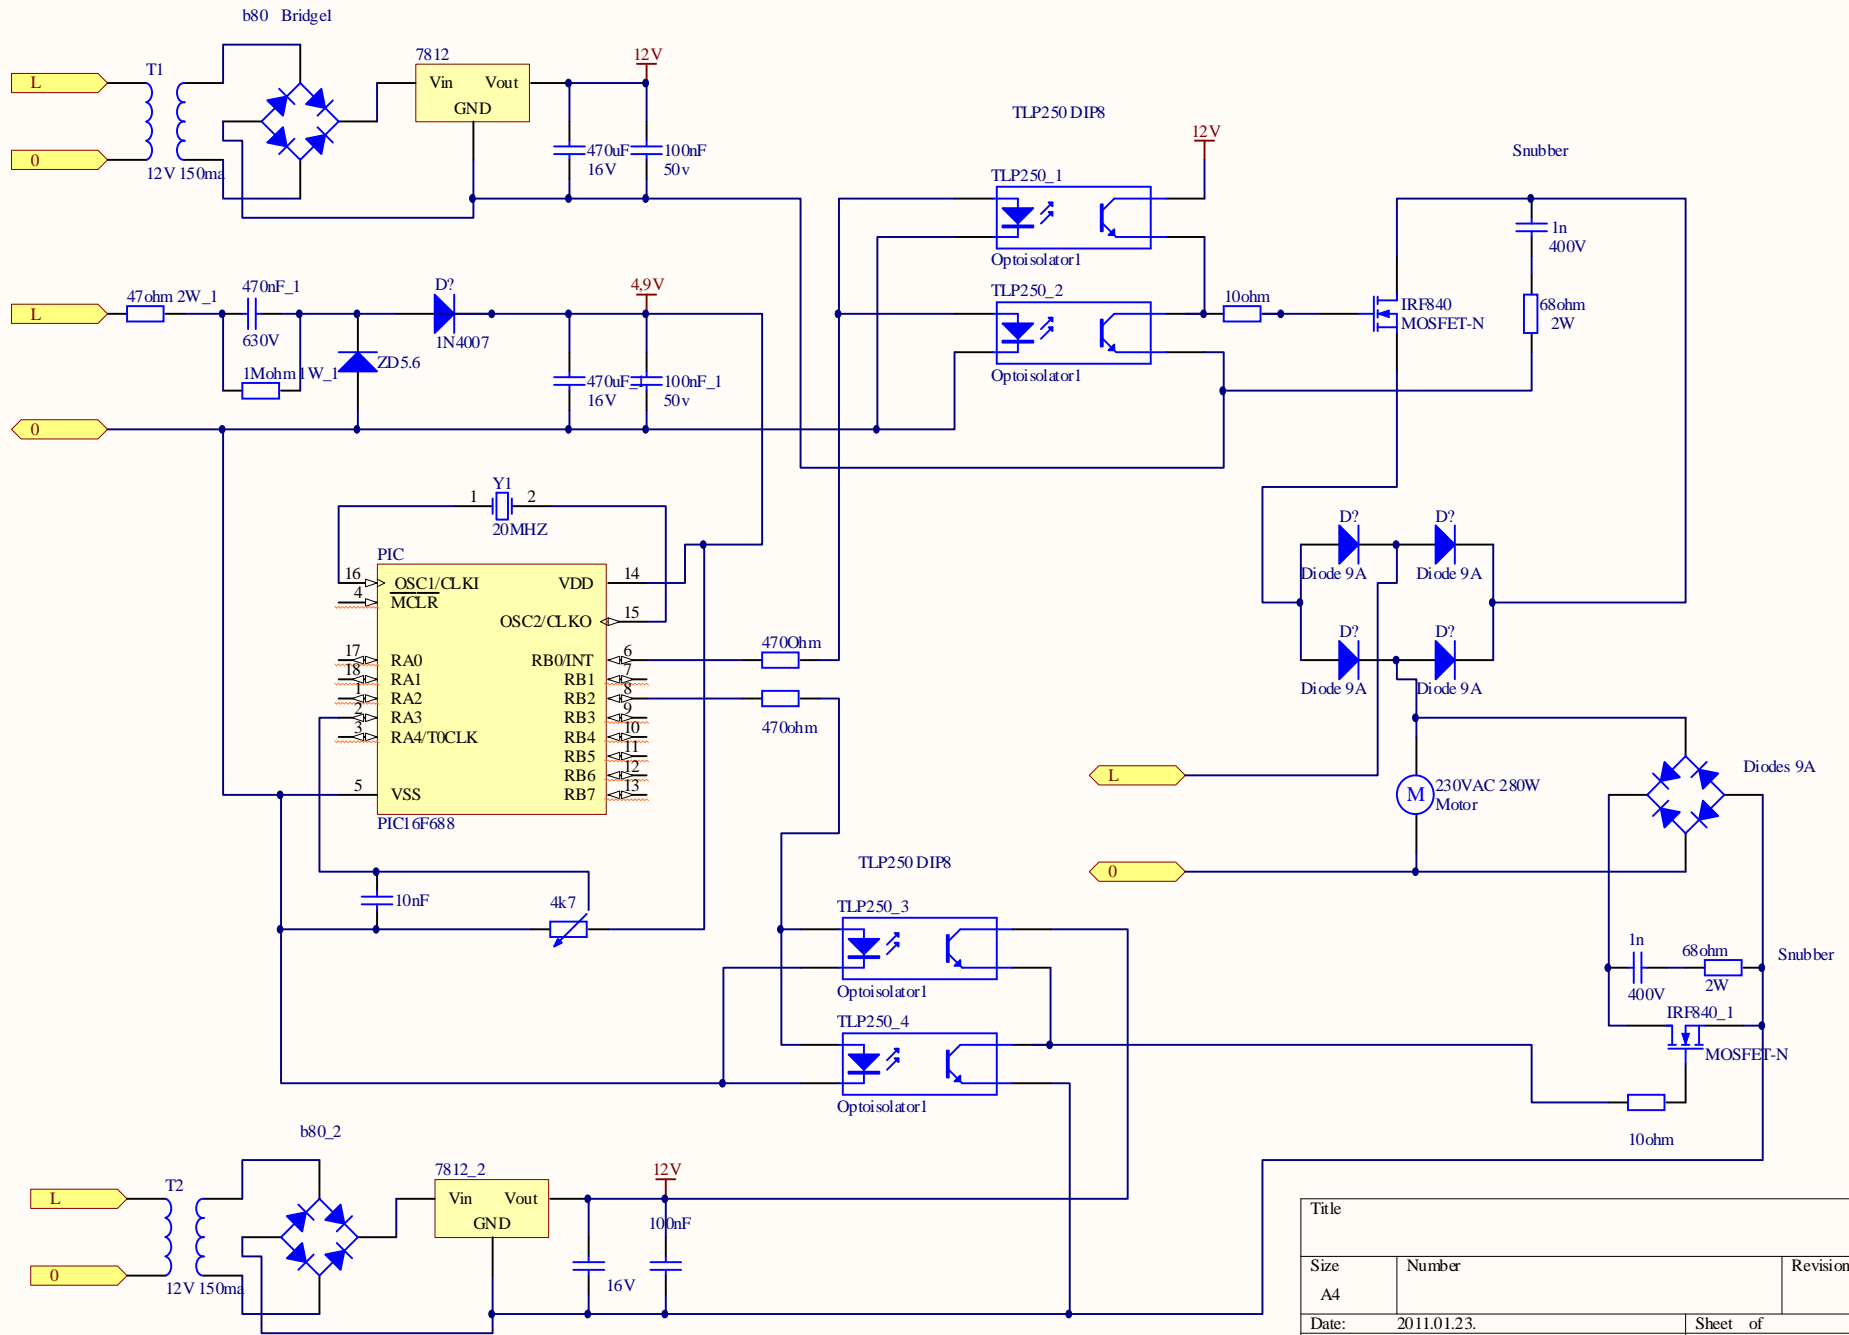 b80 Bridge1
T1
7812
12V
L
Vin Vout
GND
0
12V 150ma
470uF
16V
100nF
50v
TLP250 DIP8
12V
Snubber
TLP250_1
Optoisolator1
1n
400V
TLP250_2
Optoisolator1
10ohm
IRF840
MOSFET-N
68ohm
2W
L
47ohm 2W_1
470nF_1
630V
1Mohm 1W_1
D?
1N4007
ZD5.6
4,9V
470uF_1
16V
100nF_1
50v
0
Y1
1 2
20MHZ
PIC
16 OSC1/CLKI
4 MCLR
17 RA0
18 RA1
1 RA2
2 RA3
3 RA4/T0CLK
5 VSS
VDD 14
OSC2/CLKO 15
RB0/INT 6
RB1 7
RB2 8
RB3 9
RB4 10
RB5 11
RB6 12
RB7 13
PIC16F688
470Ohm
470ohm
D?
Diode 9A
D?
Diode 9A
D?
Diode 9A
D?
Diode 9A
L
0
M
230VAC 280W
Motor
Diodes 9A
10nF
4k7
TLP250 DIP8
TLP250_3
Optoisolator1
TLP250_4
Optoisolator1
1n
400V
68ohm
2W
Snubber
IRF840_1
MOSFET-N
10ohm
b80_2
T2
7812_2
12V
L
Vin Vout
GND
0
12V 150ma
16V
100nF
Title
Size
A4
Number
Revision
Date: 2011.01.23.
Sheet of